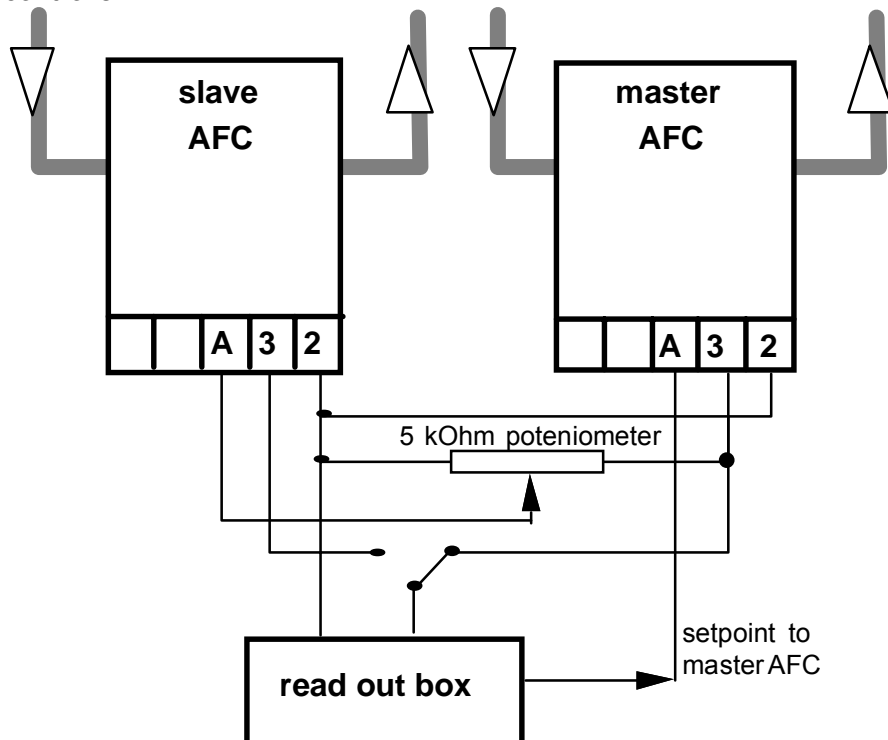 slave
AFC
master
AFC
A 3 2
A 3 2
5 kOhm poteniometer
setpoint to
master AFC
read out box